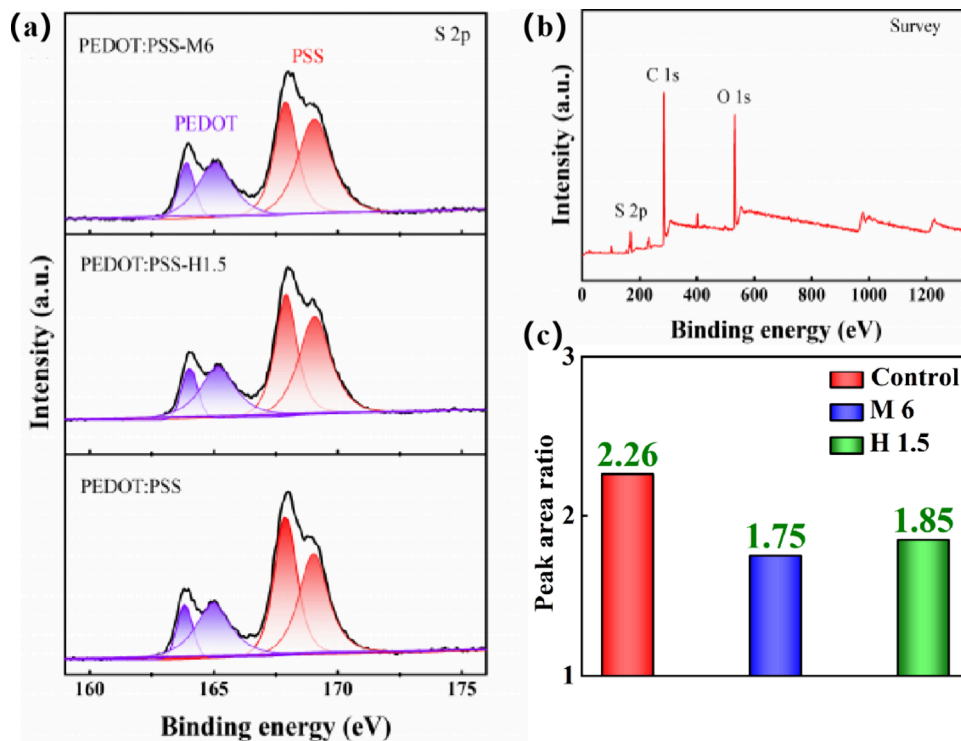 (a)
PEDOT:PSS-M6
S 2p
PSS
PEDOT
PEDOT:PSS-H1.5
PEDOT:PSS
Intensity (a.u.)
160 165 170 175
Binding energy (eV)
(b)
Survey
C 1s
O 1s
S 2p
Intensity (a.u.)
0 200 400 600 800 1000 1200
Binding energy (eV)
(c)
3
2
1
Control
M 6
H 1.5
2.26
1.75
1.85
Peak area ratio